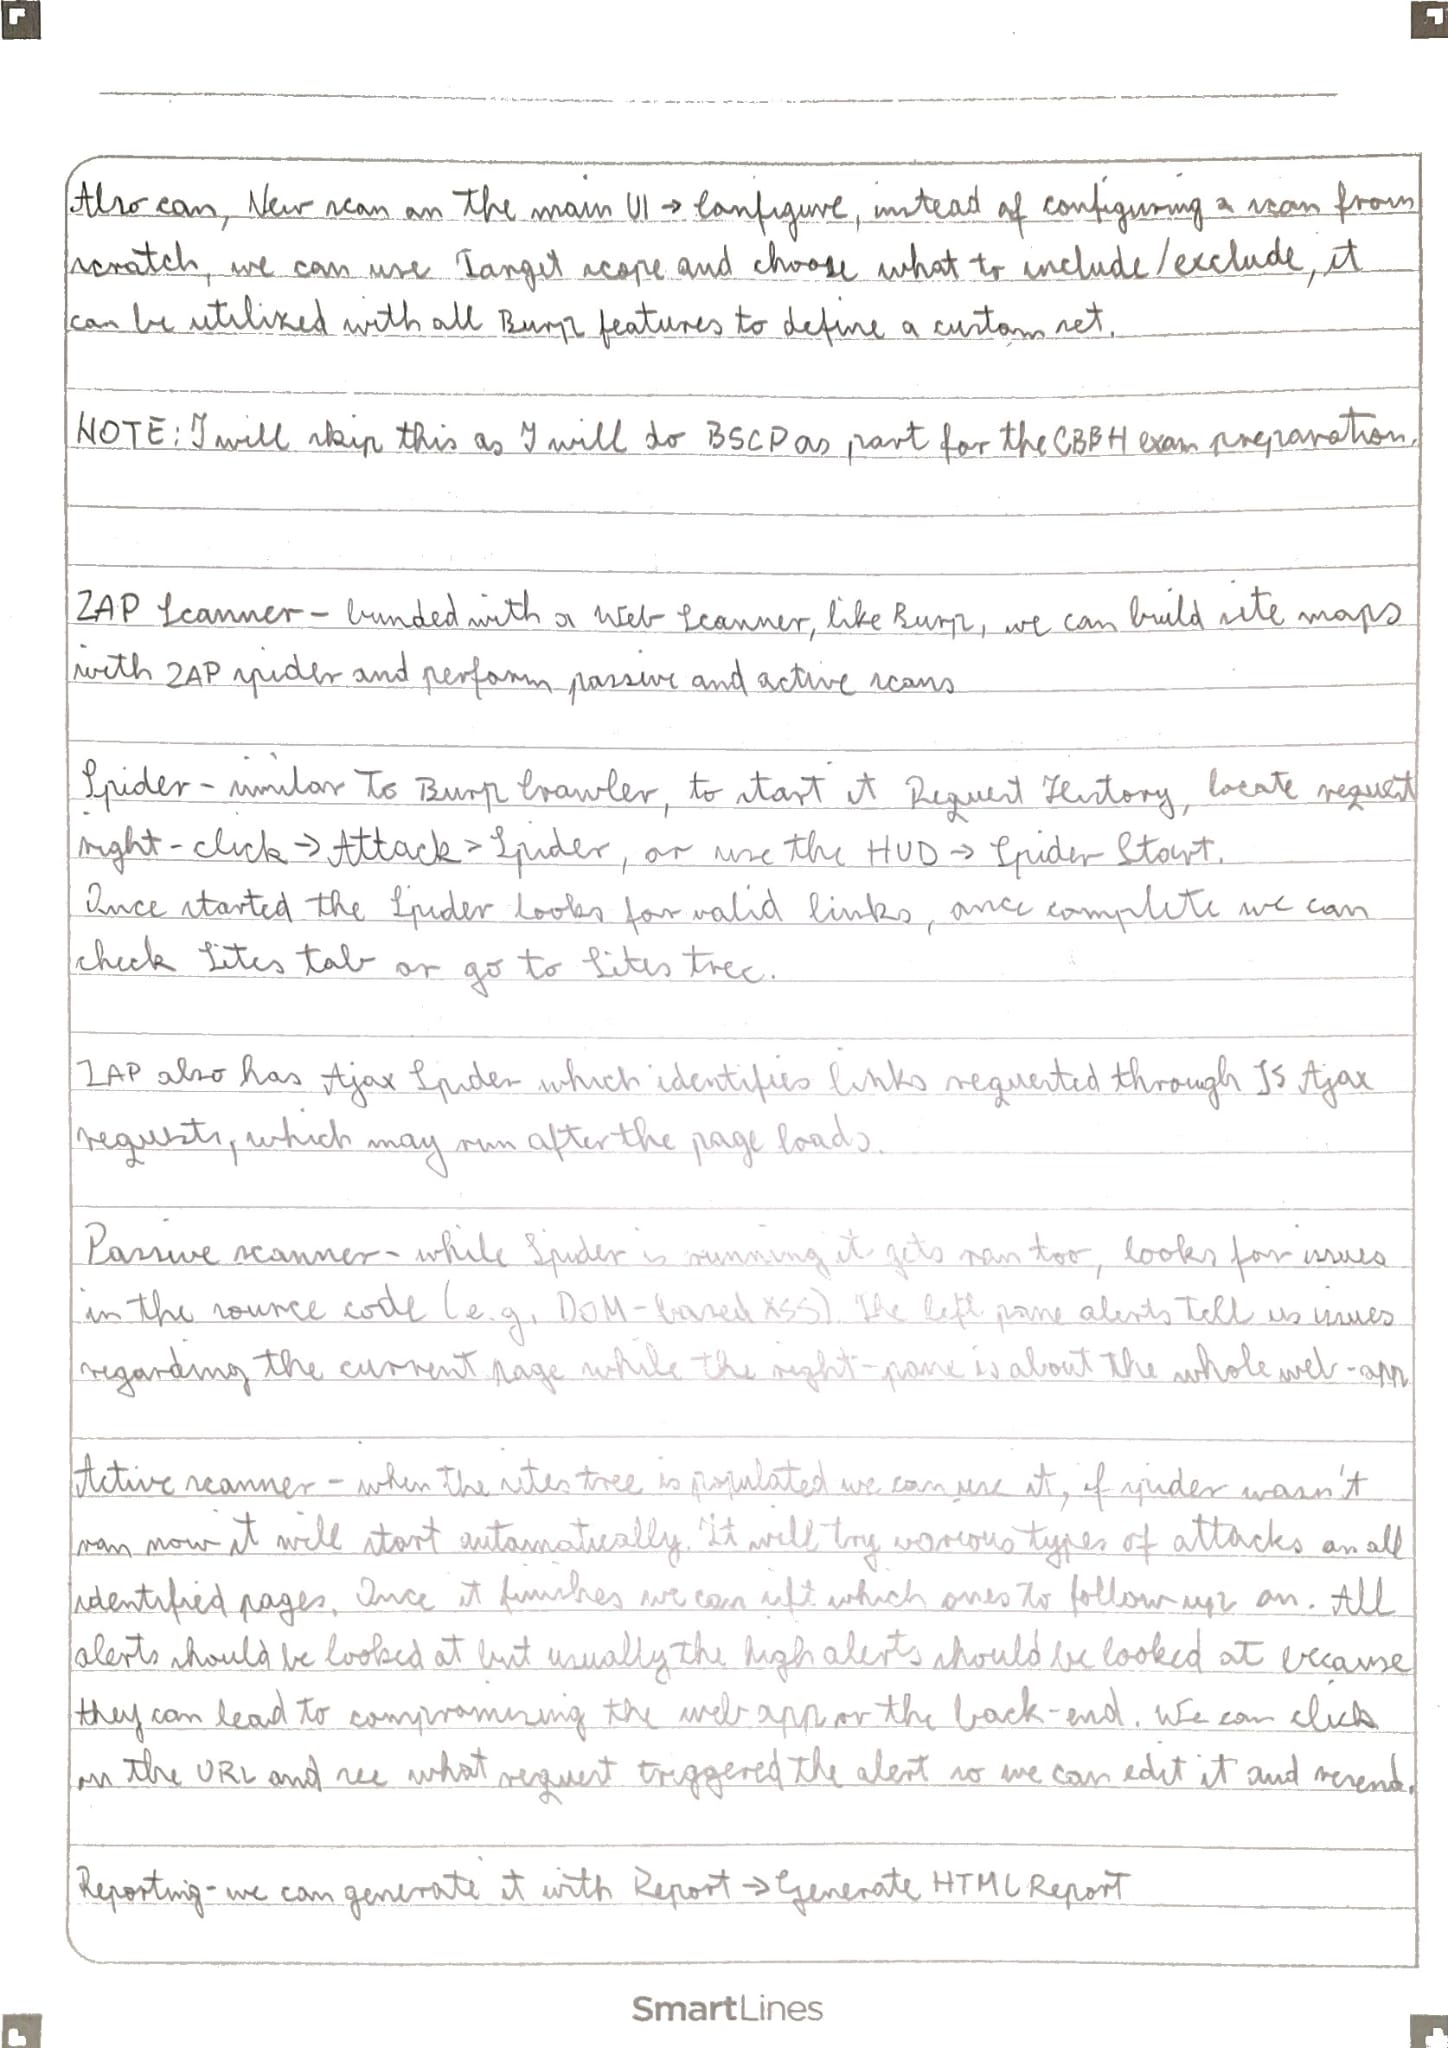 Also can, New scan on the main UI → Configure, instead of configuring a scan from
scratch, we can use Target scope and choose what to include/exclude, it
can be utilized with all Burp features to define a custom set.
NOTE: I will skip this as I will do BSCP as part for the CBBH exam preparation.
ZAP Scanner - bunded with a Web Scanner, like Burp, we can build site maps
with ZAP spider and perform passive and active scans
Spider - similar to Burp Crawler, to start it Request History, locate request
right-click → Attack > Spider, or use the HUD → Spider Start.
Once started the Spider looks for valid links, once complete we can
check Sites tab or go to Sites tree.
ZAP also has Ajax Spider which identifies links requested through JS Ajax
requests, which may run after the page loads.
Passive scanner - while Spider is running it gets ran too, looks for issues
in the source code (e.g. DOM-based XSS). The left pane alerts tell us issues
regarding the current page while the right-pane is about the whole web-app
Active scanner - when the sites tree is populated we can use it, if spider wasn't
ran now it will start automatically. It will try various types of attacks on all
identified pages. Once it finishes we can sift which ones to follow up on. All
alerts should be looked at but usually the high alerts should be looked at because
they can lead to compromising the web app or the back-end. We can click
on the URL and see what request triggered the alert so we can edit it and resend.
Reporting - we can generate it with Report → Generate HTML Report
SmartLines